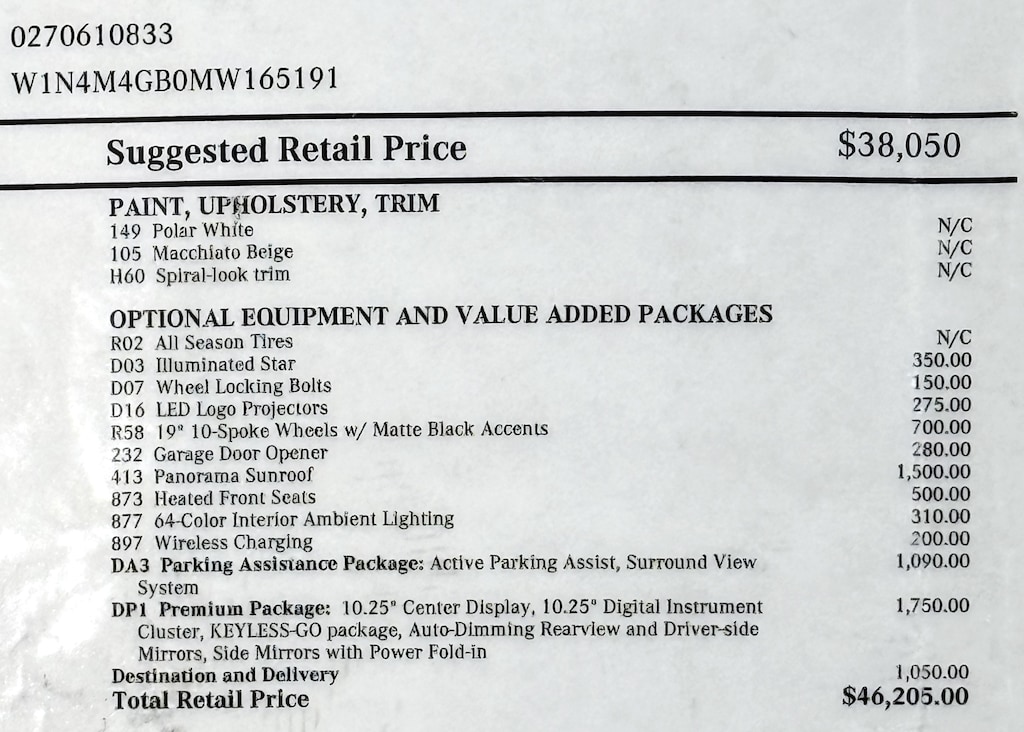 0270610833
W1N4M4GB0MW165191
Suggested Retail Price $38,050
PAINT, UPHOLSTERY, TRIM
149 Polar White N/C
105 Macchiato Beige N/C
H60 Spiral-look trim N/C
OPTIONAL EQUIPMENT AND VALUE ADDED PACKAGES
R02 All Season Tires N/C
D03 Illuminated Star 350.00
D07 Wheel Locking Bolts 150.00
D16 LED Logo Projectors 275.00
R58 19" 10-Spoke Wheels w/ Matte Black Accents 700.00
232 Garage Door Opener 280.00
413 Panorama Sunroof 1,500.00
873 Heated Front Seats 500.00
877 64-Color Interior Ambient Lighting 310.00
897 Wireless Charging 200.00
DA3 Parking Assistance Package: Active Parking Assist, Surround View 1,090.00
System
DP1 Premium Package: 10.25" Center Display, 10.25" Digital Instrument 1,750.00
Cluster, KEYLESS-GO package, Auto-Dimming Rearview and Driver-side
Mirrors, Side Mirrors with Power Fold-in
Destination and Delivery 1,050.00
Total Retail Price $46,205.00